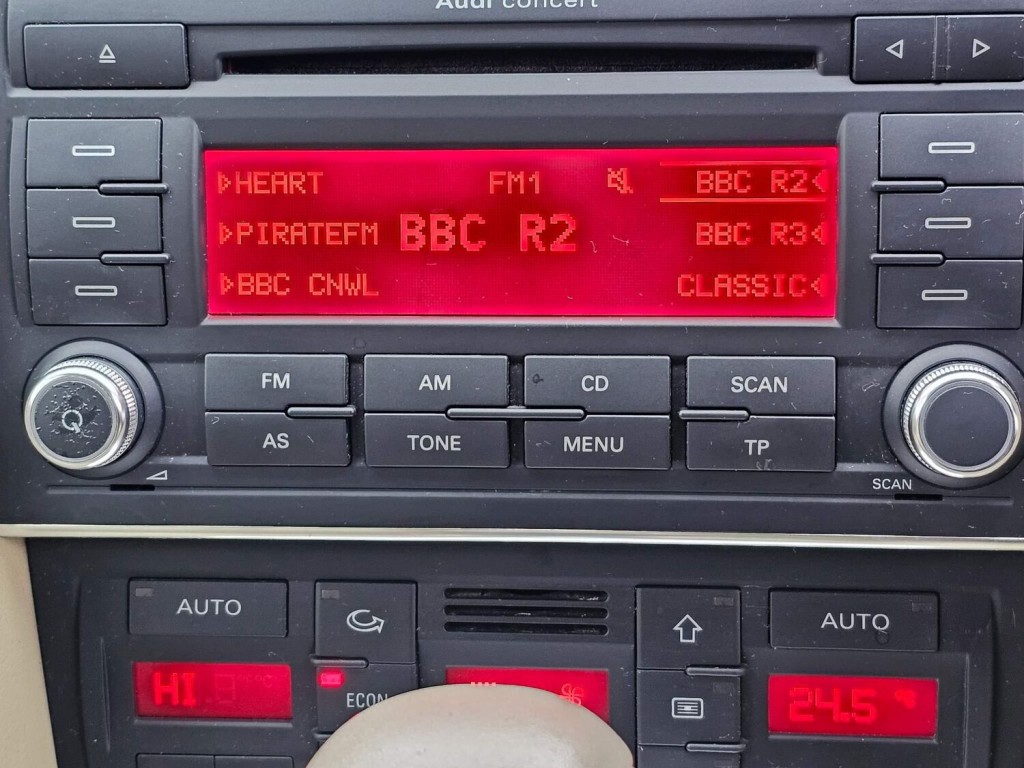 Audi concert
HEART FM1 BBC R2
PIRATEFM BBC R2 BBC R3
BBC CNWL CLASSIC
FM AM CD SCAN
AS TONE MENU TP
SCAN
AUTO AUTO
HI ECON 24.5